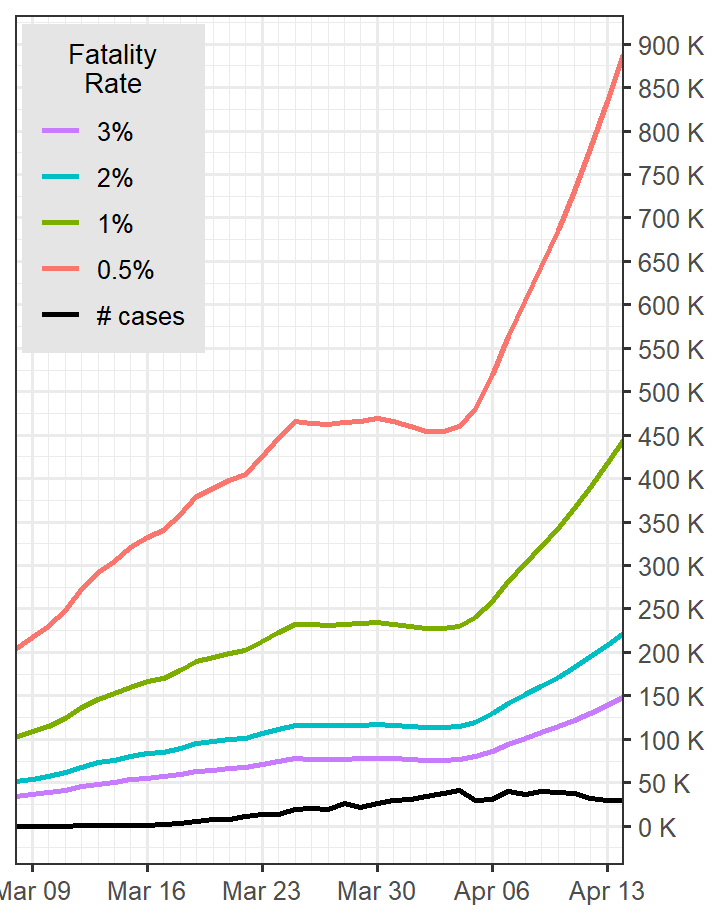 Fatality
Rate
3%
2%
1%
0.5%
# cases
900 K
850 K
800 K
750 K
700 K
650 K
600 K
550 K
500 K
450 K
400 K
350 K
300 K
250 K
200 K
150 K
100 K
50 K
0 K
Mar 09 Mar 16 Mar 23 Mar 30 Apr 06 Apr 13